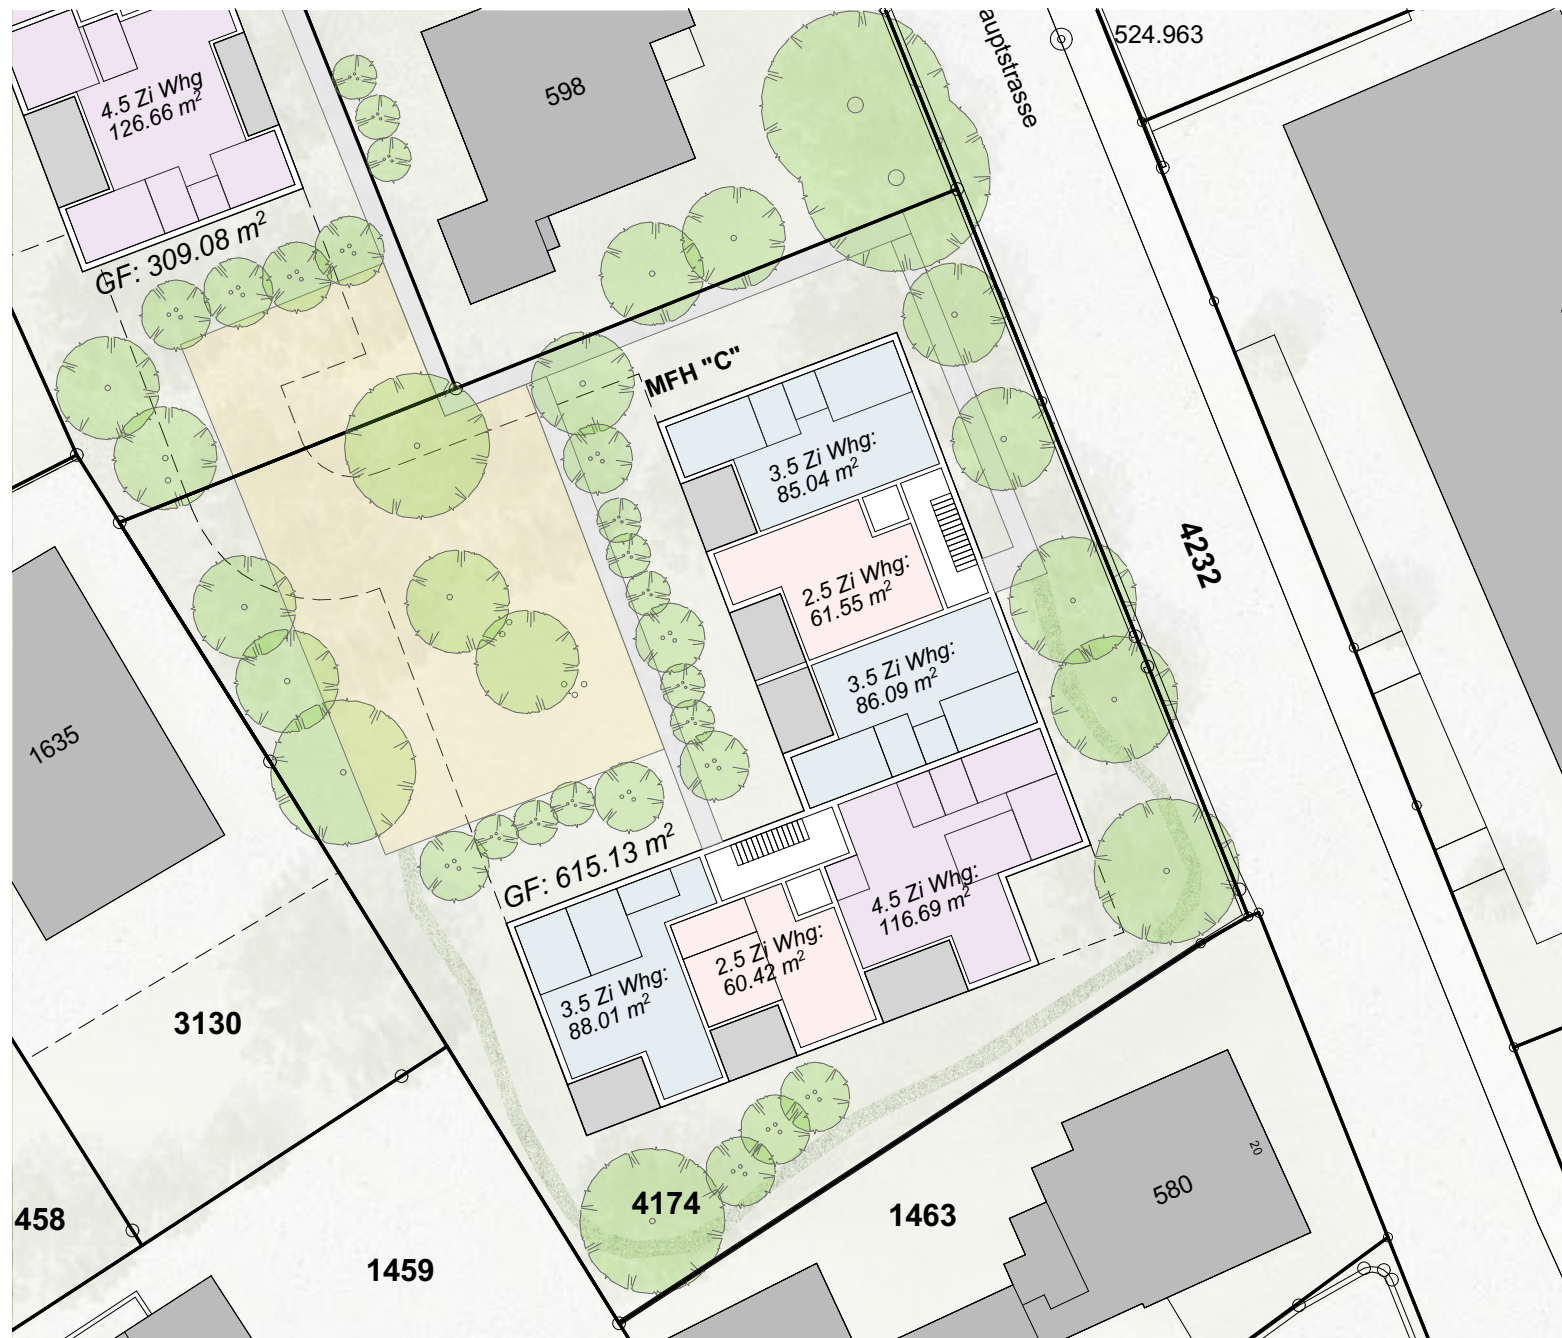 auptstrasse
524.963
4.5 Zi Whg
126.66 m²
598
GF: 309.08 m²
MFH "C"
3.5 Zi Whg:
85.04 m²
2.5 Zi Whg:
61.55 m²
4232
3.5 Zi Whg:
86.09 m²
1635
GF: 615.13 m²
4.5 Zi Whg:
116.69 m²
2.5 Zi Whg:
60.42 m²
3.5 Zi Whg:
88.01 m²
3130
20
580
4174
1463
458
1459